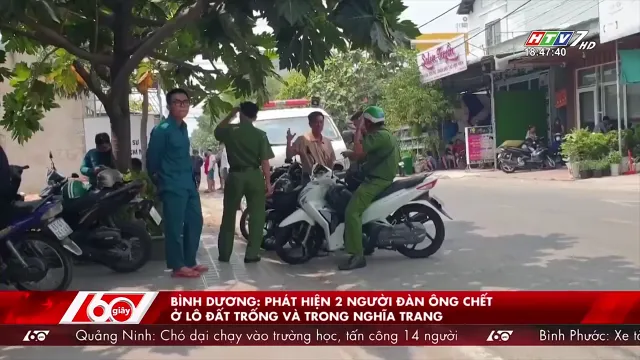 HTV7 HD
18:47:40
60 giây
BÌNH DƯƠNG: PHÁT HIỆN 2 NGƯỜI ĐÀN ÔNG CHẾT
Ở LÔ ĐẤT TRỐNG VÀ TRONG NGHĨA TRANG
60 Quảng Ninh: Chó dại chạy vào trường học, tấn công 14 người 60 Bình Phước: Xe t